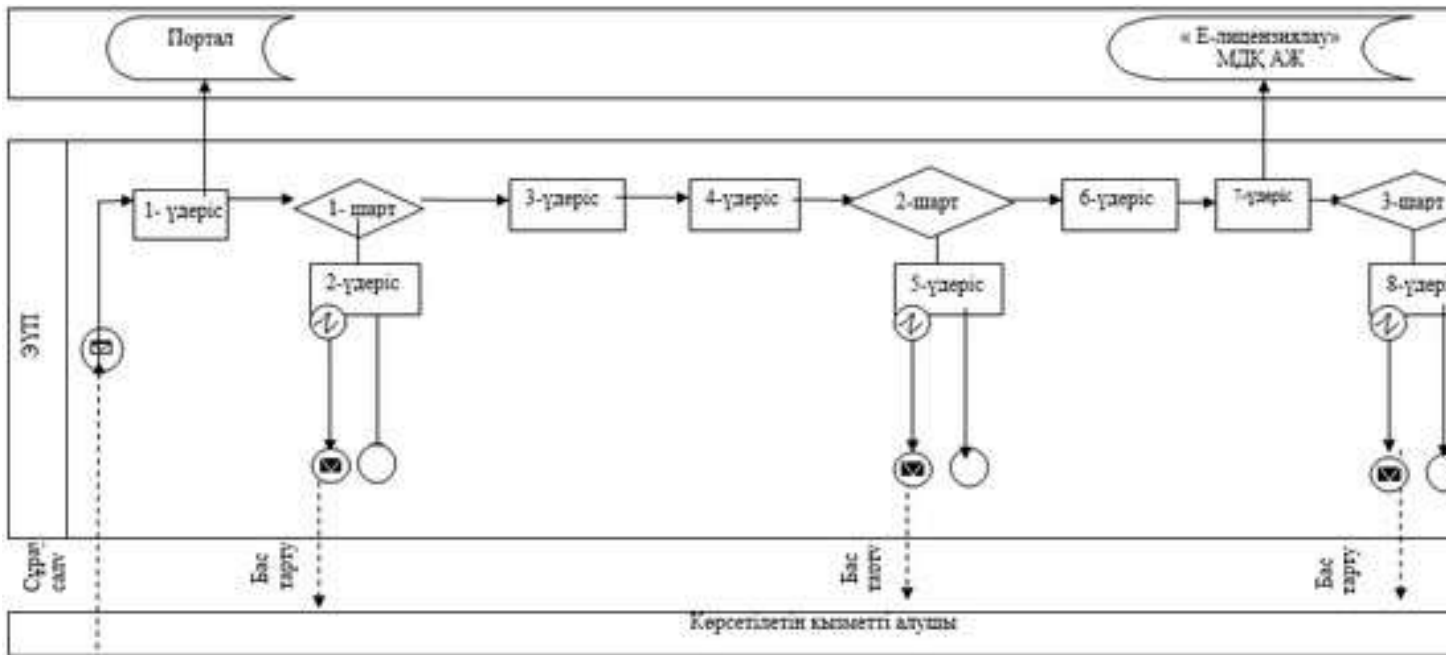 Портал
« Е-лицензиялау»
МДҚ АЖ
ЭҮП
1- үдеріс
1- шарт
3-үдеріс
4-үдеріс
2-шарт
6-үдеріс
7-үдеріс
3-шарт
2-үдеріс
5-үдеріс
салу
Бас
тарту
Бас
тарту
Бас
тарту
Көрсетілетін қызметті алушы